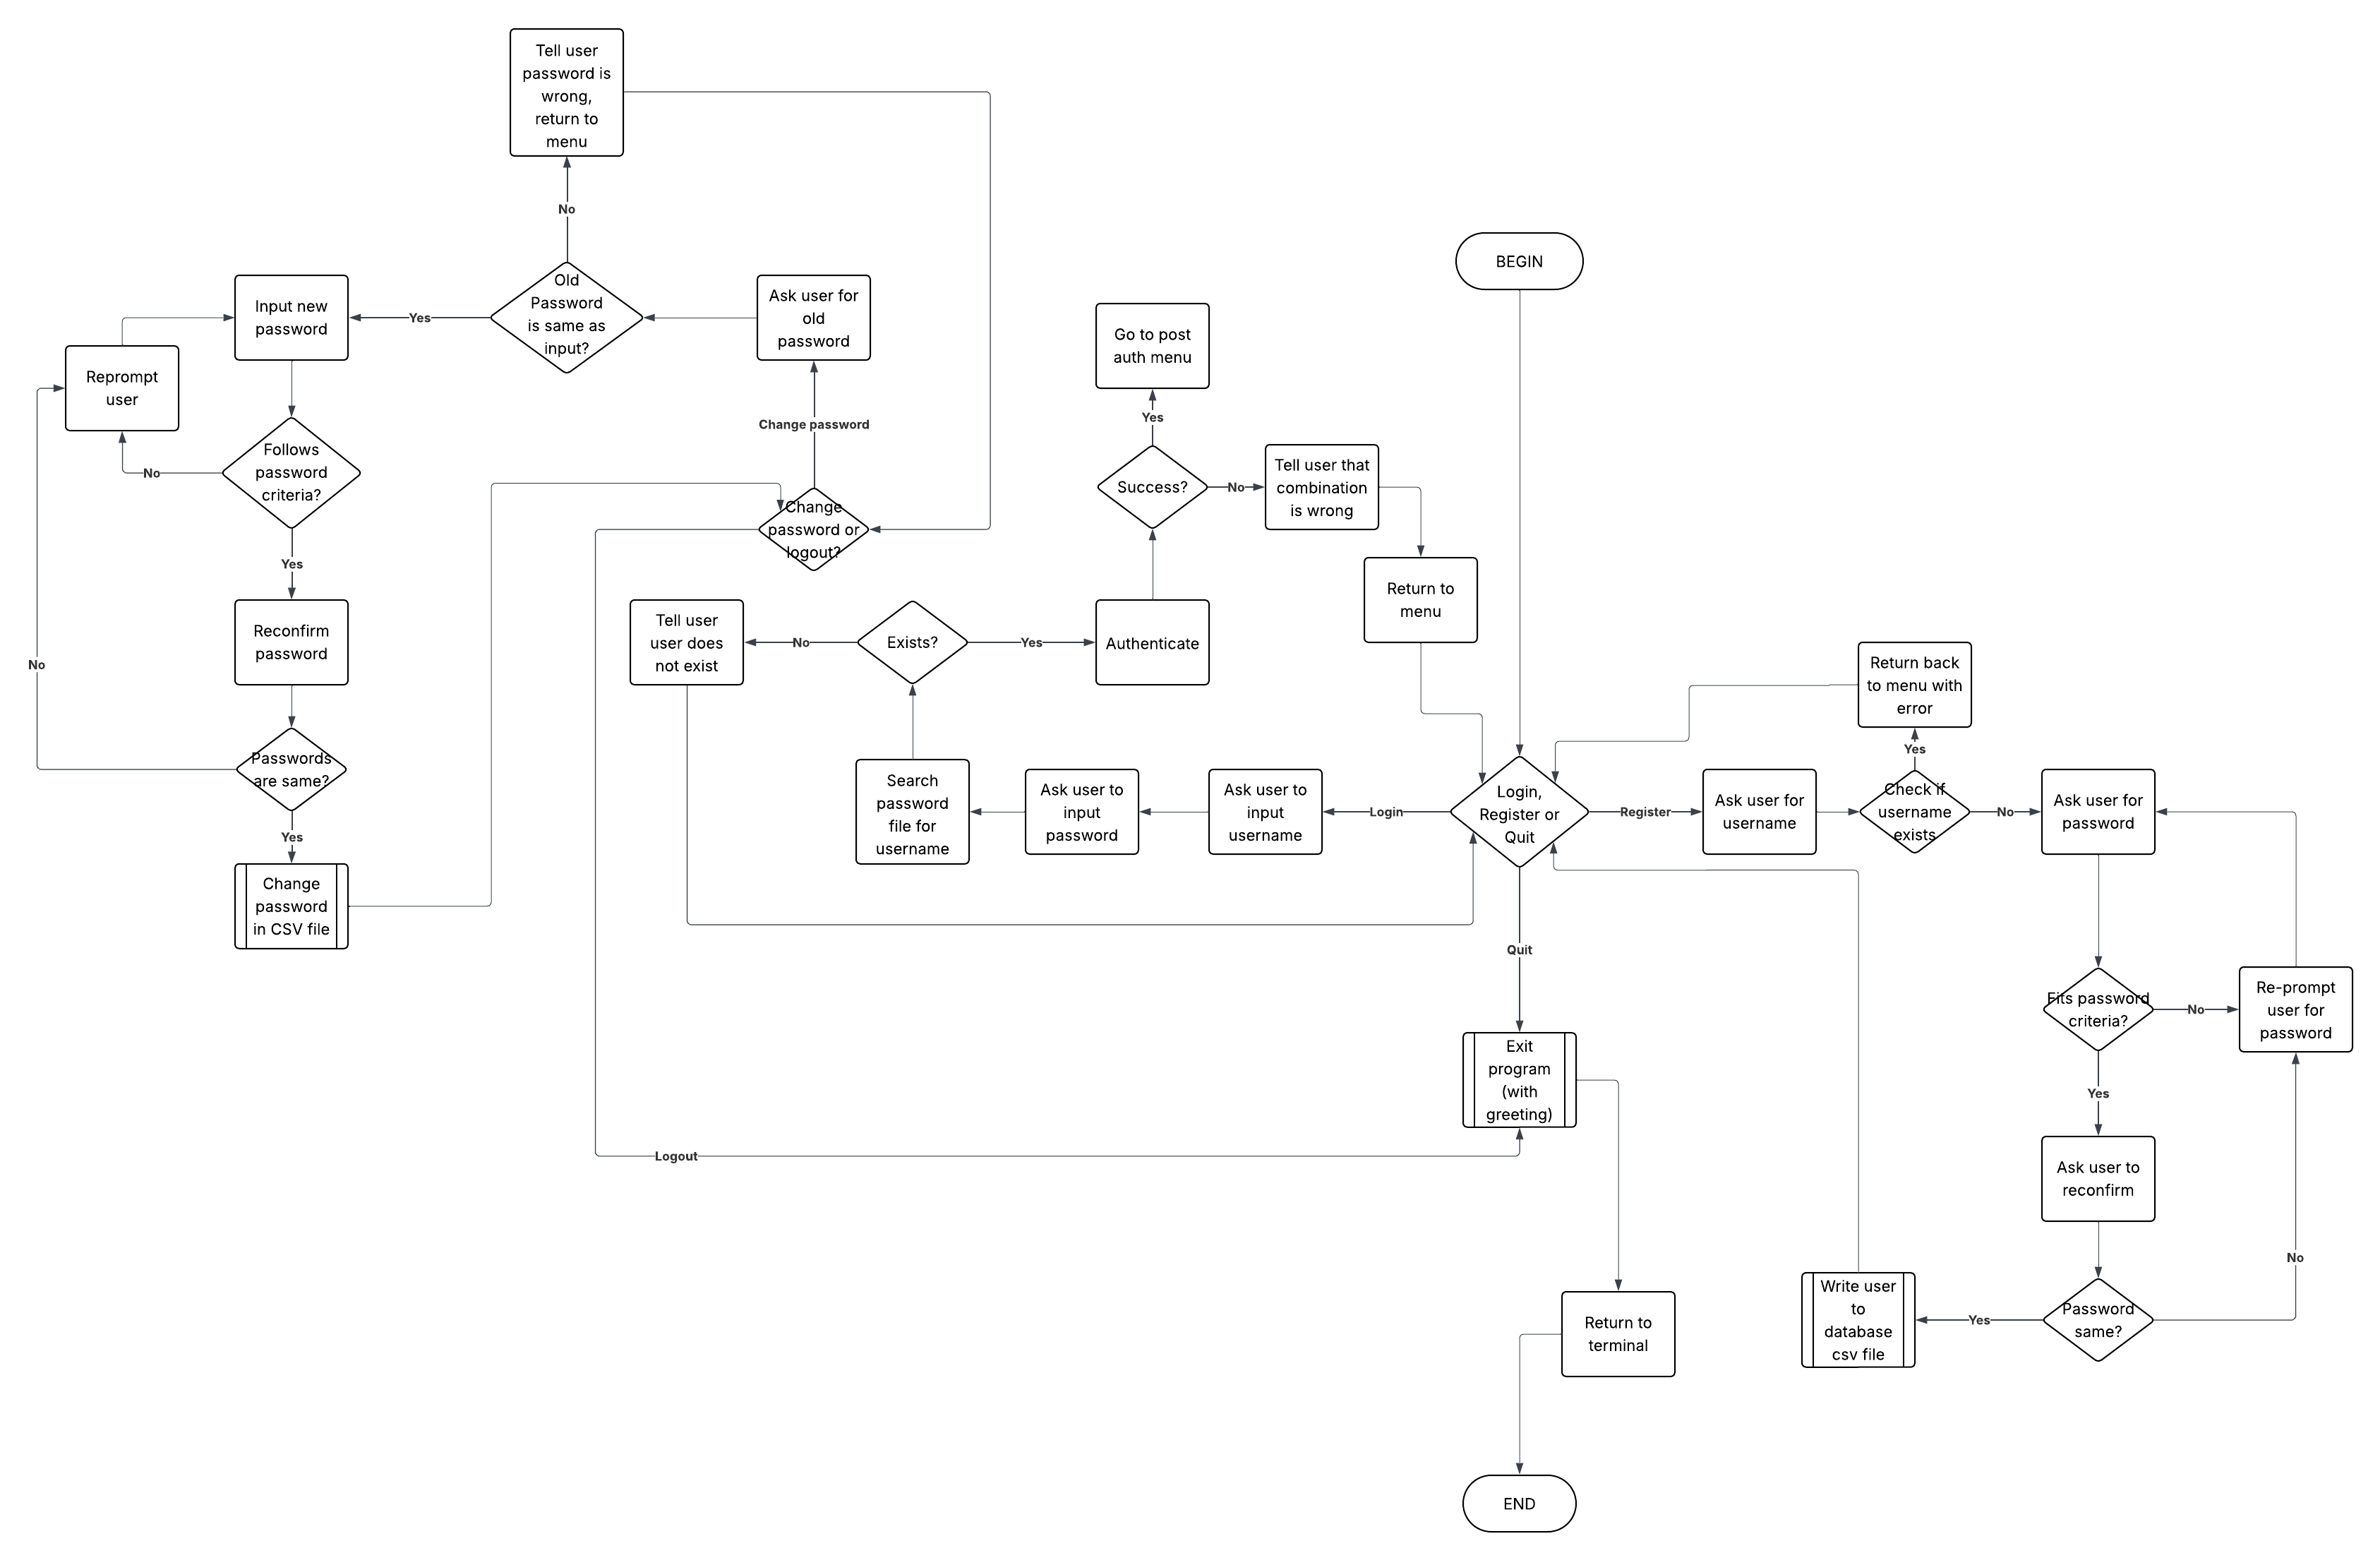 Tell user
password is
wrong,
return to
menu
No
BEGIN
Old
Password
is same as
input?
Yes
Input new
password
Ask user for
old
password
Reprompt
user
Change password
Follows
password
criteria?
No
Yes
Change
password or
logout?
Go to post
auth menu
Yes
Success?
No
Tell user that
combination
is wrong
Return to
menu
Reconfirm
password
No
Passwords
are same?
Yes
Change
password
in CSV file
Tell user
user does
not exist
No
Exists?
Yes
Authenticate
Return back
to menu with
error
Yes
Search
password
file for
username
Ask user to
input
password
Ask user to
input
username
Login
Login,
Register or
Quit
Register
Ask user for
username
Check if
username
exists
No
Ask user for
password
Quit
Fits password
criteria?
No
Re-prompt
user for
password
Exit
program
(with
greeting)
Logout
Yes
Ask user to
reconfirm
No
Return to
terminal
Write user
to
database
csv file
Yes
Password
same?
END